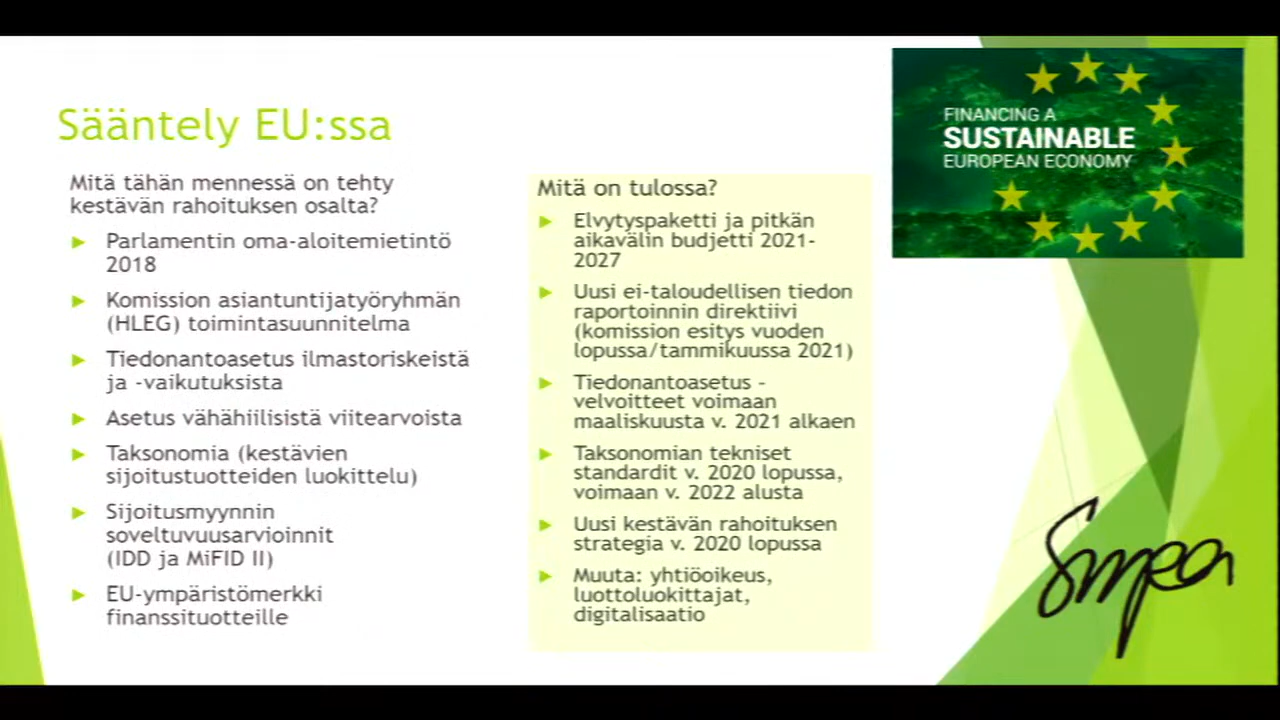 Sääntely EU:ssa
Mitä tähän mennessä on tehty
kestävän rahoituksen osalta?
Parlamentin oma-aloitemietintö
2018
Komission asiantuntijatyöryhmän
(HLEG) toimintasuunnitelma
Tiedonantoasetus ilmastoriskeistä
ja -vaikutuksista
Asetus vähähiilisistä viitearvoista
Taksonomia (kestävien
sijoitustuotteiden luokittelu)
Sijoitusmyynnin
soveltuvuusarvioinnit
(IDD ja MiFID II)
EU-ympäristömerkki
finanssituotteille
Mitä on tulossa?
Elvytyspaketti ja pitkän
aikavälin budjetti 2021-
2027
Uusi ei-taloudellisen tiedon
raportoinnin direktiivi
(komission esitys vuoden
lopussa/tammikuussa 2021)
Tiedonantoasetus –
velvoitteet voimaan
maaliskuusta v. 2021 alkaen
Taksonomian tekniset
standardit v. 2020 lopussa,
voimaan v. 2022 alusta
Uusi kestävän rahoituksen
strategia v. 2020 lopussa
Muuta: yhtiöoikeus,
luottoluokittajat,
digitalisaatio
FINANCING A
SUSTAINABLE
EUROPEAN ECONOMY
Sirpa